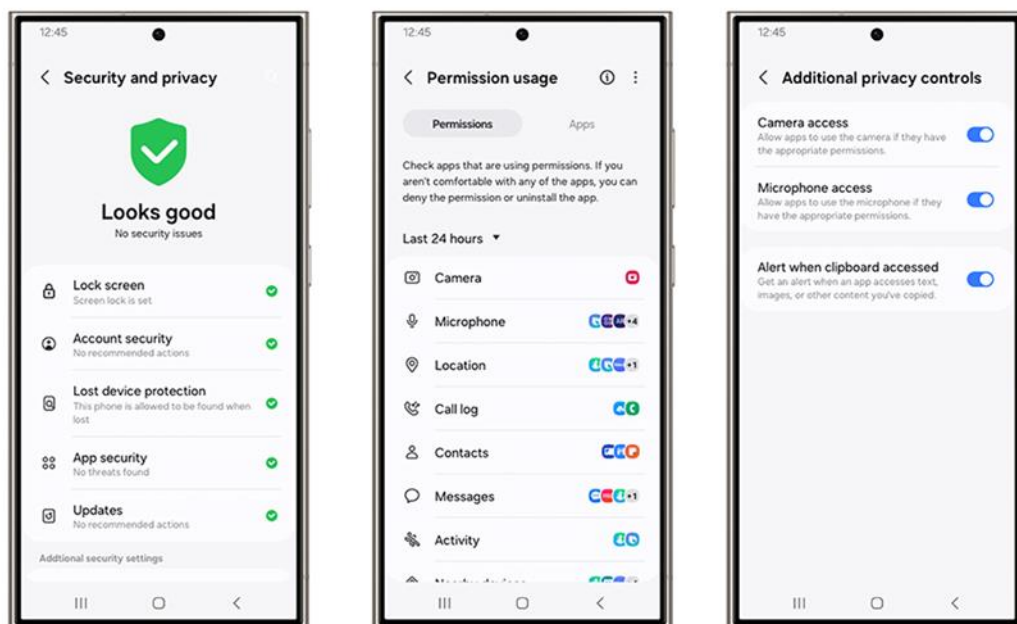 12:45
Security and privacy
Looks good
No security issues
Lock screen
Screen lock is set
Account security
No recommended actions
Lost device protection
This phone is allowed to be found when
lost
App security
No threats found
Updates
No recommended actions
Addtional security settings
12:45
Permission usage
Permissions
Apps
Check apps that are using permissions. If you
aren't comfortable with any of the apps, you can
deny the permission or uninstall the app.
Last 24 hours
Camera
Microphone
+4
Location
+1
Call log
Contacts
Messages
+1
Activity
Nearby devices
12:45
Additional privacy controls
Camera access
Allow apps to use the camera if they have
the appropriate permissions.
Microphone access
Allow apps to use the microphone if they
have the appropriate permissions.
Alert when clipboard accessed
Get an alert when an app accesses text,
images, or other content you've copied.